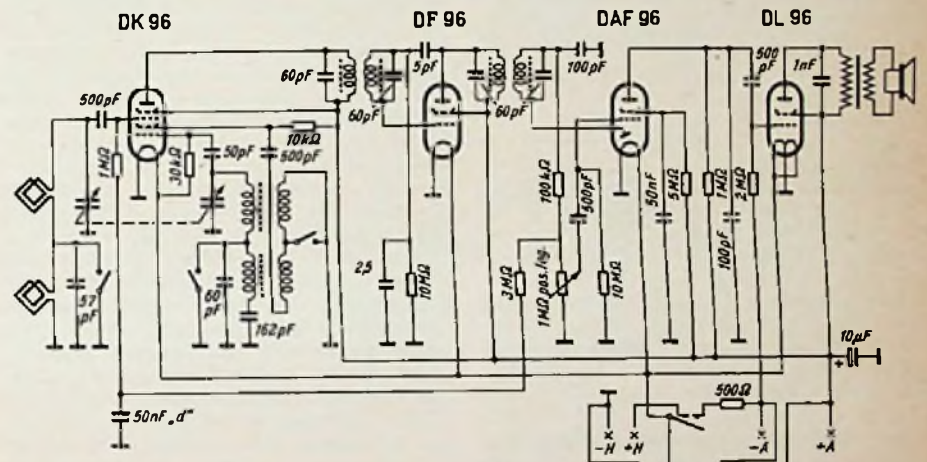 DK 96
DF 96
DAF 96
DL 96
60pF
5pF
100pF
500 pF
1nF
500pF
60pF
60pF
10kΩ
1MΩ
30kΩ
50pF
500pF
100kΩ
500pF
50nF
5MΩ
1MΩ
2MΩ
100pF
57 pF
60 pF
162pF
2,5
10MΩ
3MΩ
1MΩ pos.log.
10MΩ
10µF
+
50nF „d"
500Ω
-H
+H
-A
+A